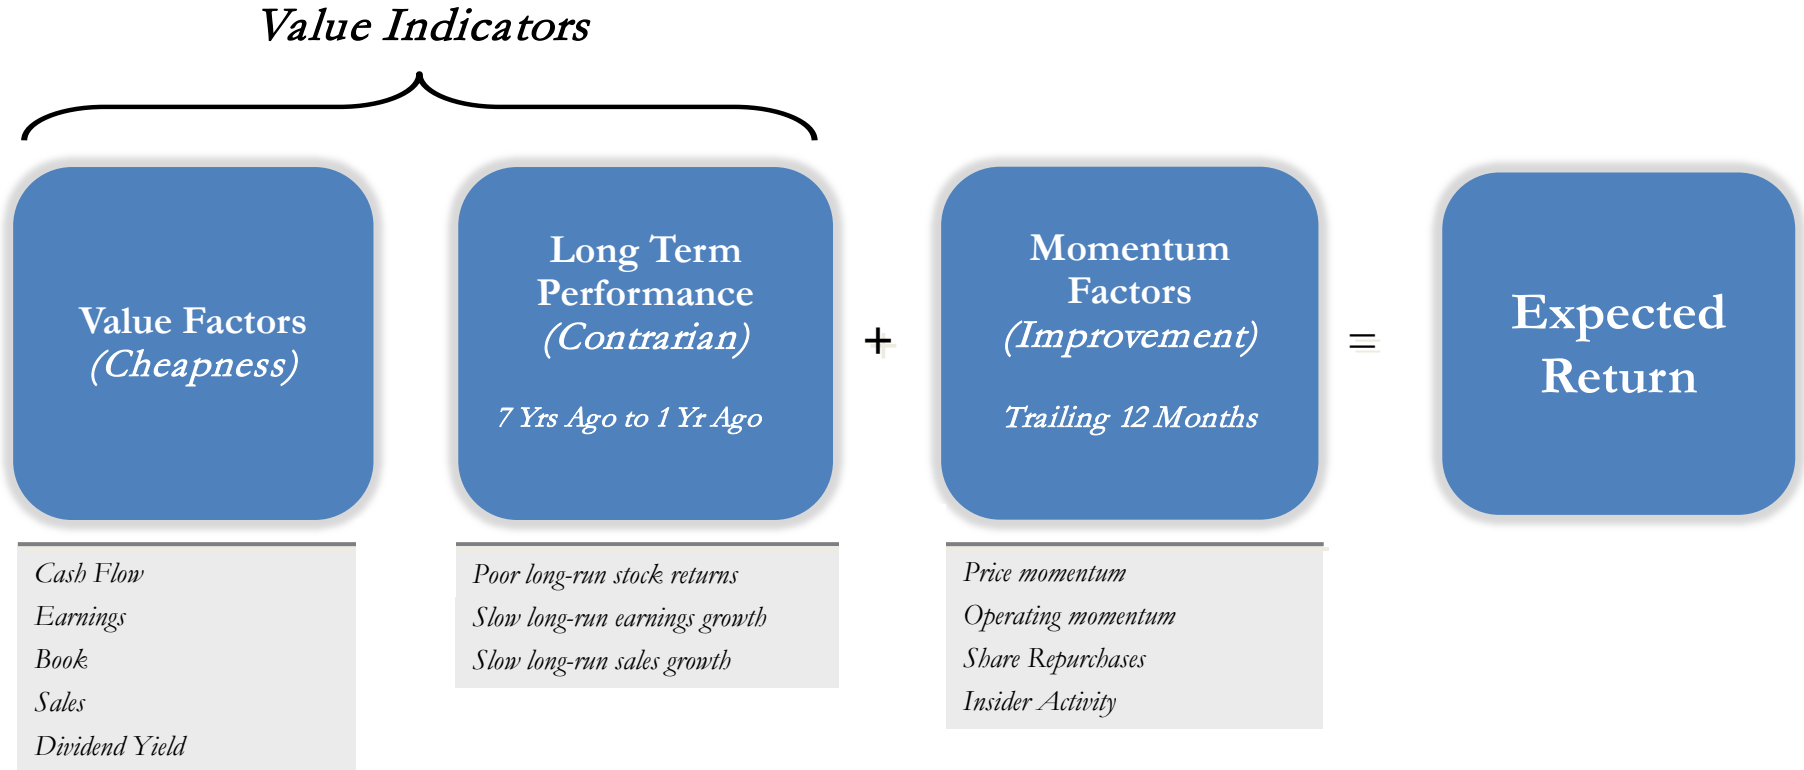 Value Indicators
Value Factors
(Cheapness)
Long Term
Performance
(Contrarian)
7 Yrs Ago to 1 Yr Ago
+
Momentum
Factors
(Improvement)
Trailing 12 Months
=
Expected
Return
Cash Flow
Earnings
Book
Sales
Dividend Yield
Poor long-run stock returns
Slow long-run earnings growth
Slow long-run sales growth
Price momentum
Operating momentum
Share Repurchases
Insider Activity